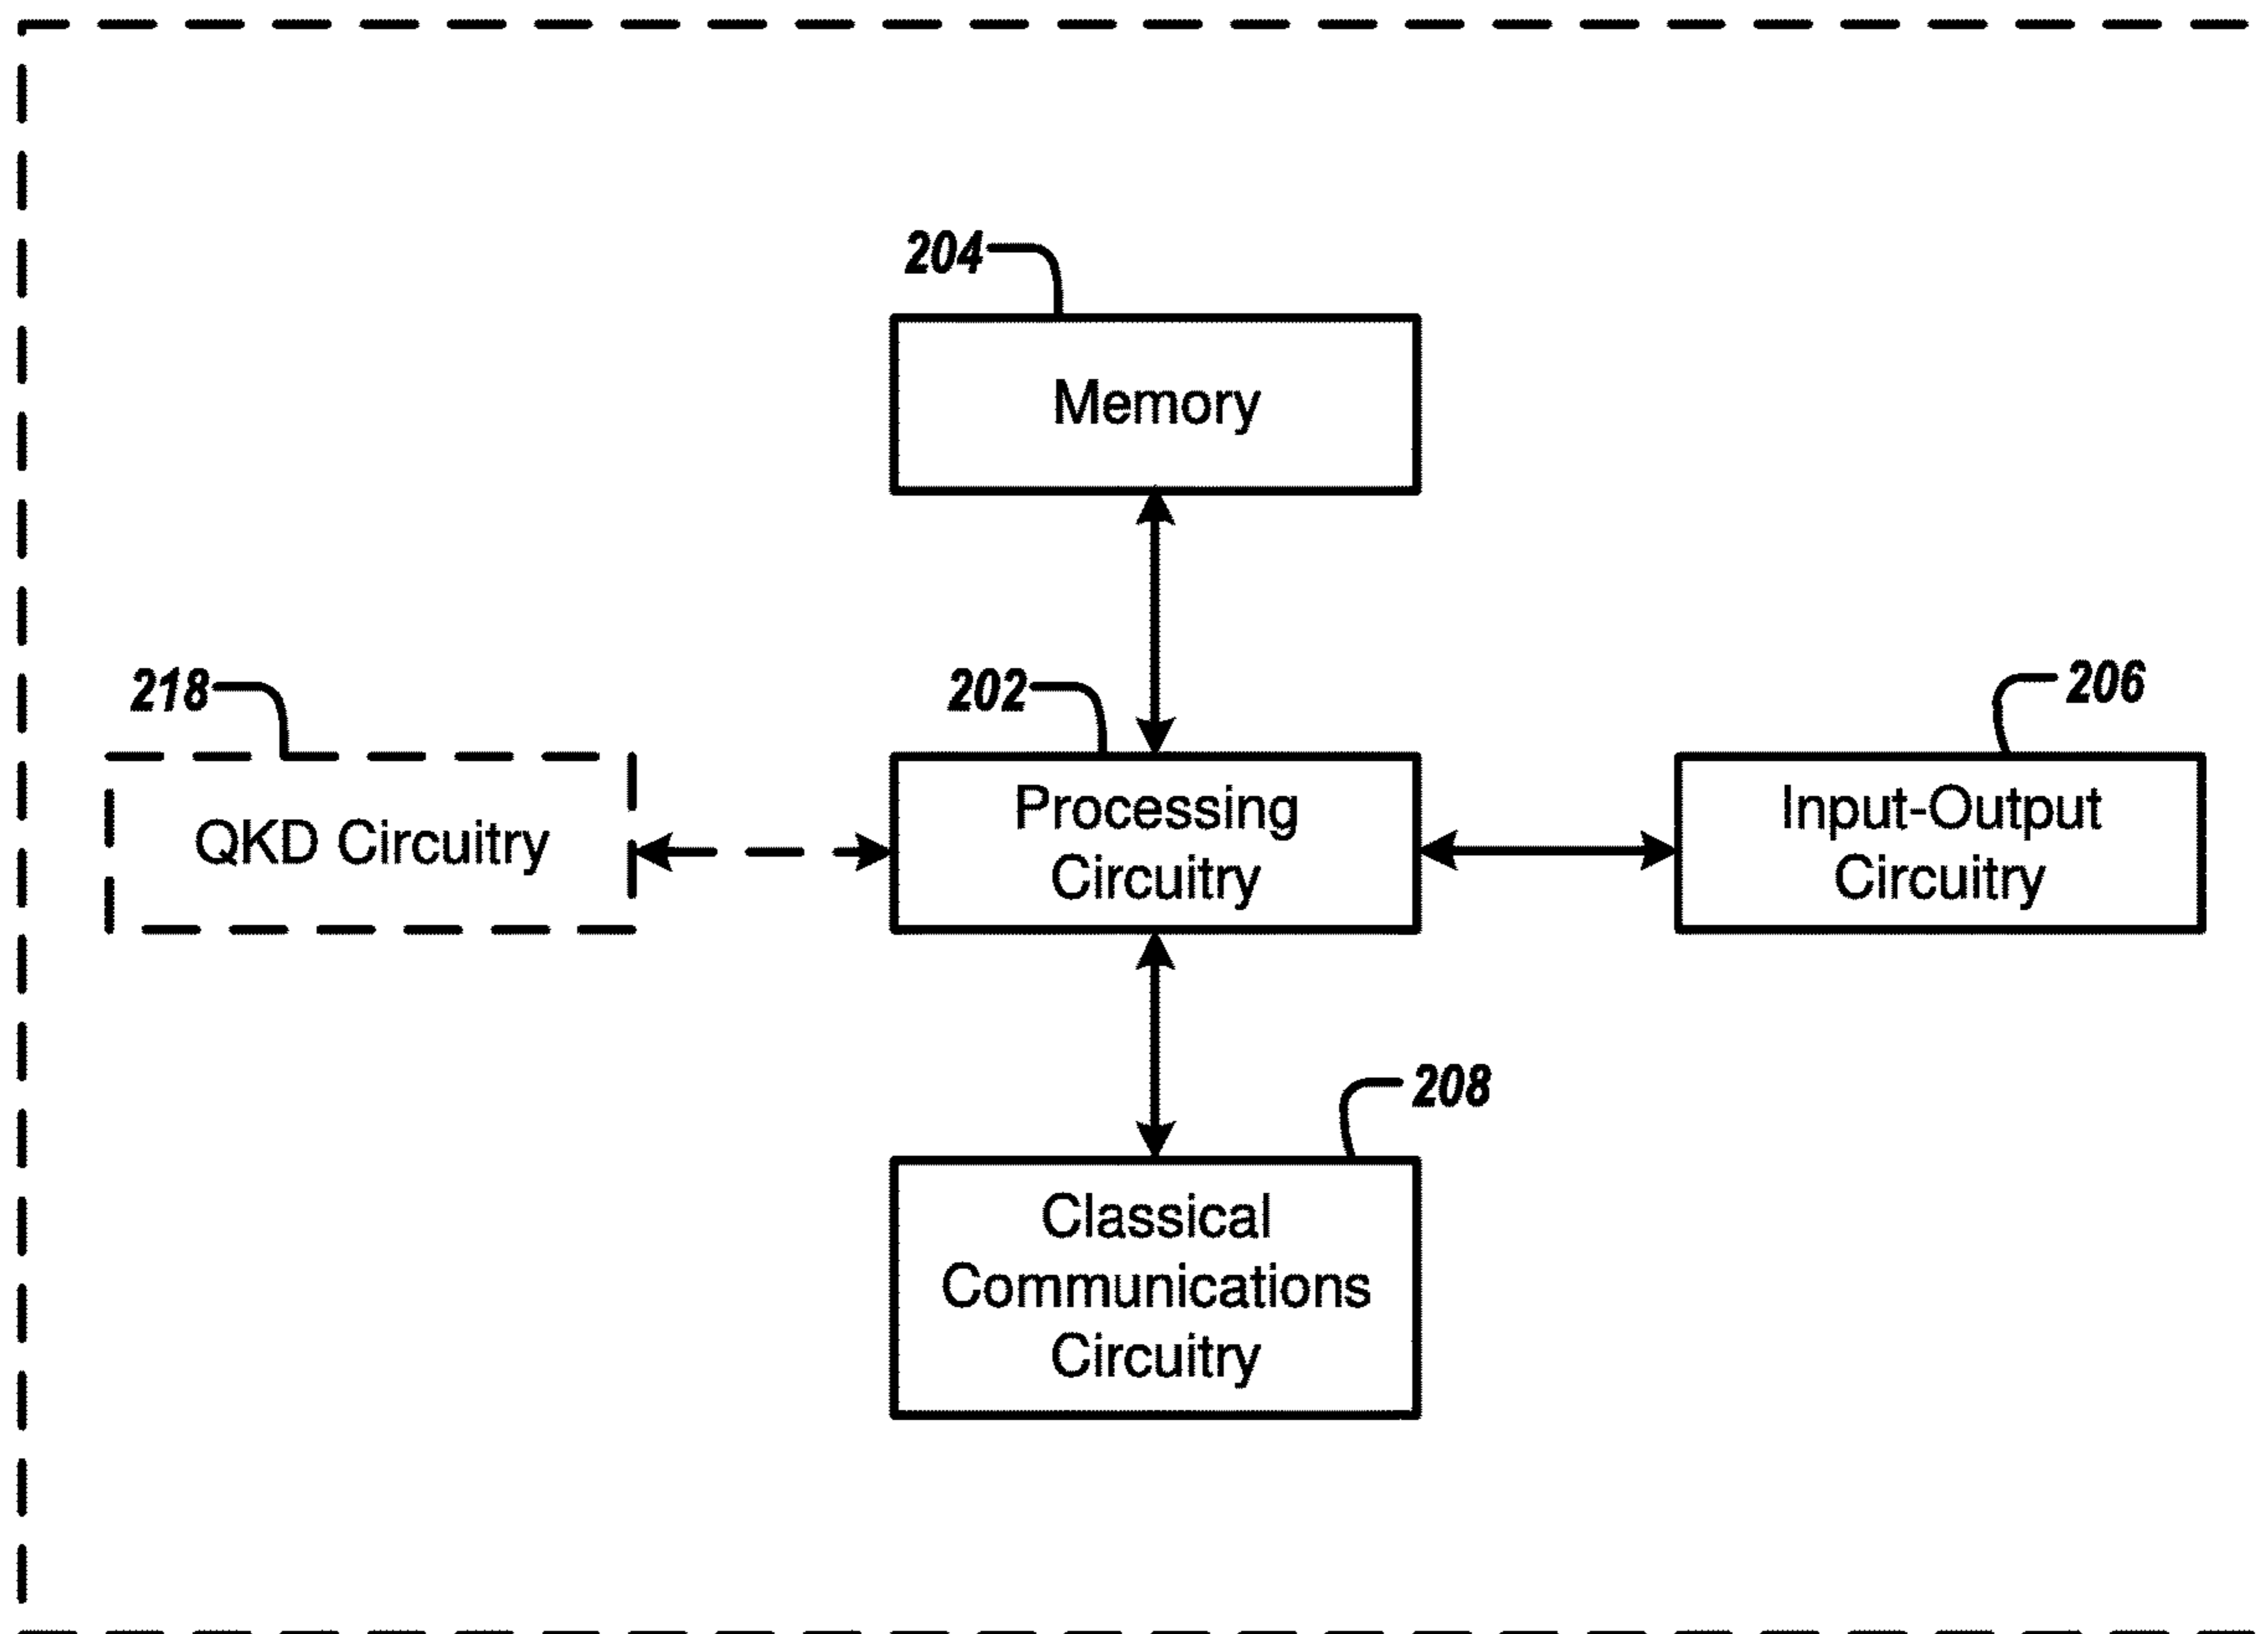 204
Memory
218
202
206
QKD Circuitry
Processing
Circuitry
Input-Output
Circuitry
208
Classical
Communications
Circuitry